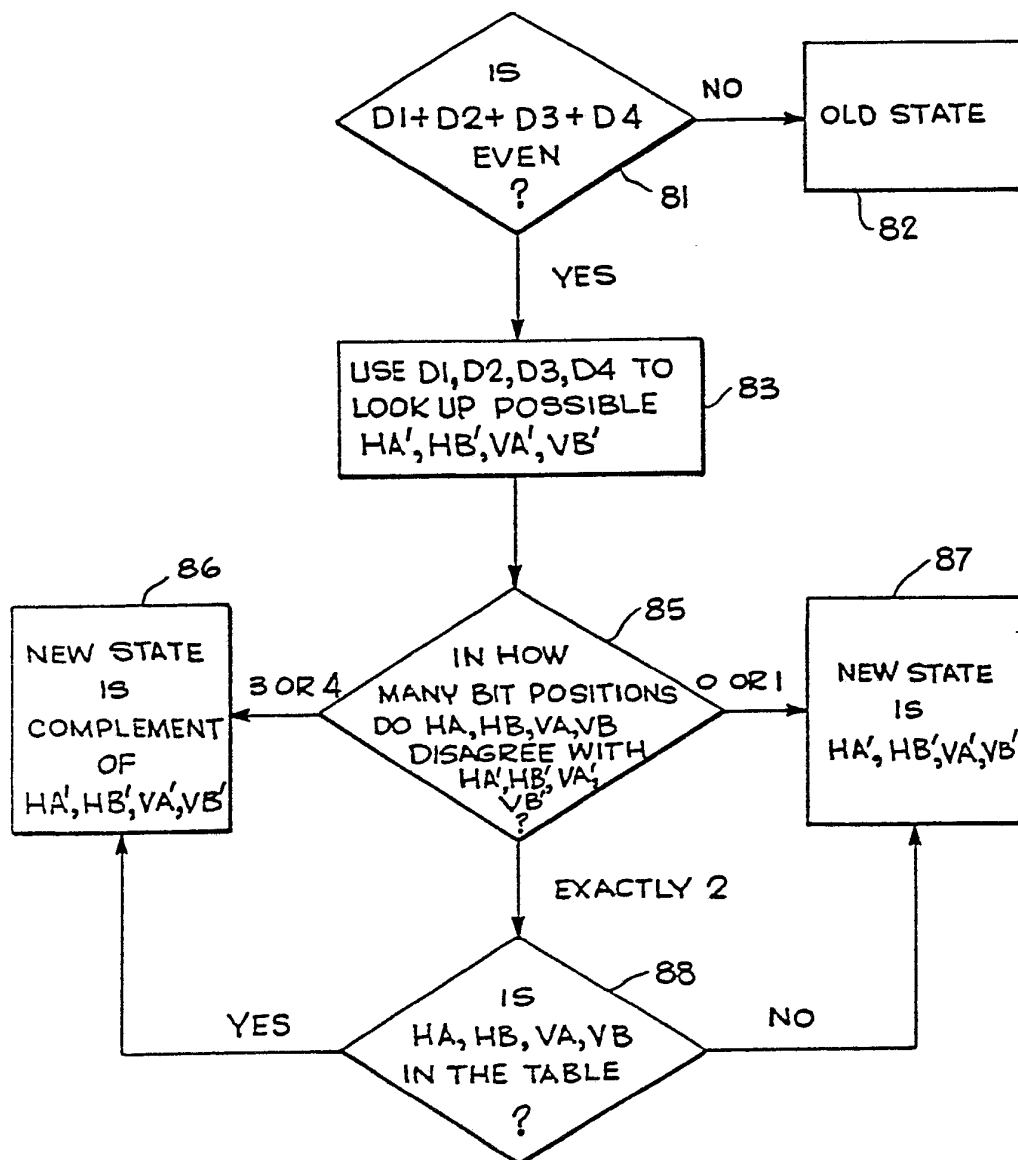 IS
D1+D2+D3+D4
EVEN
?
81
NO
OLD STATE
82
YES
USE D1,D2,D3,D4 TO
LOOK UP POSSIBLE
HA',HB',VA',VB'
83
86
NEW STATE
IS
COMPLEMENT
OF
HA',HB',VA',VB'
3 OR 4
IN HOW
MANY BIT POSITIONS
DO HA,HB,VA,VB
DISAGREE WITH
HA',HB',VA',
VB'
?
85
0 OR 1
87
NEW STATE
IS
HA',HB',VA',VB'
EXACTLY 2
88
YES
IS
HA,HB,VA,VB
IN THE TABLE
?
NO